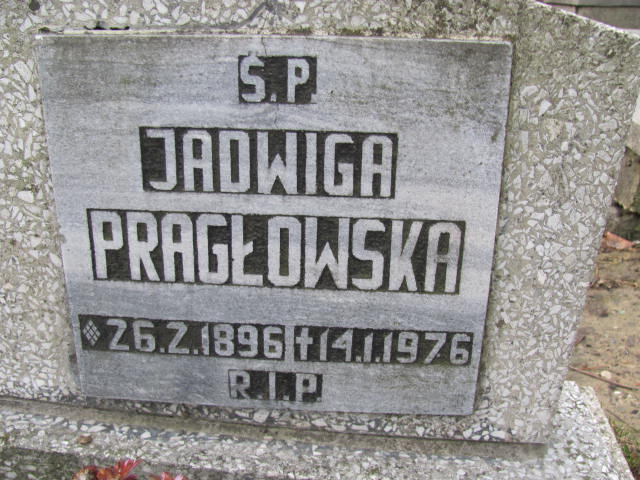 Ś.P.
JADWIGA
PRAGŁOWSKA
26.2.1896 †14.1.1976
R.I.P.